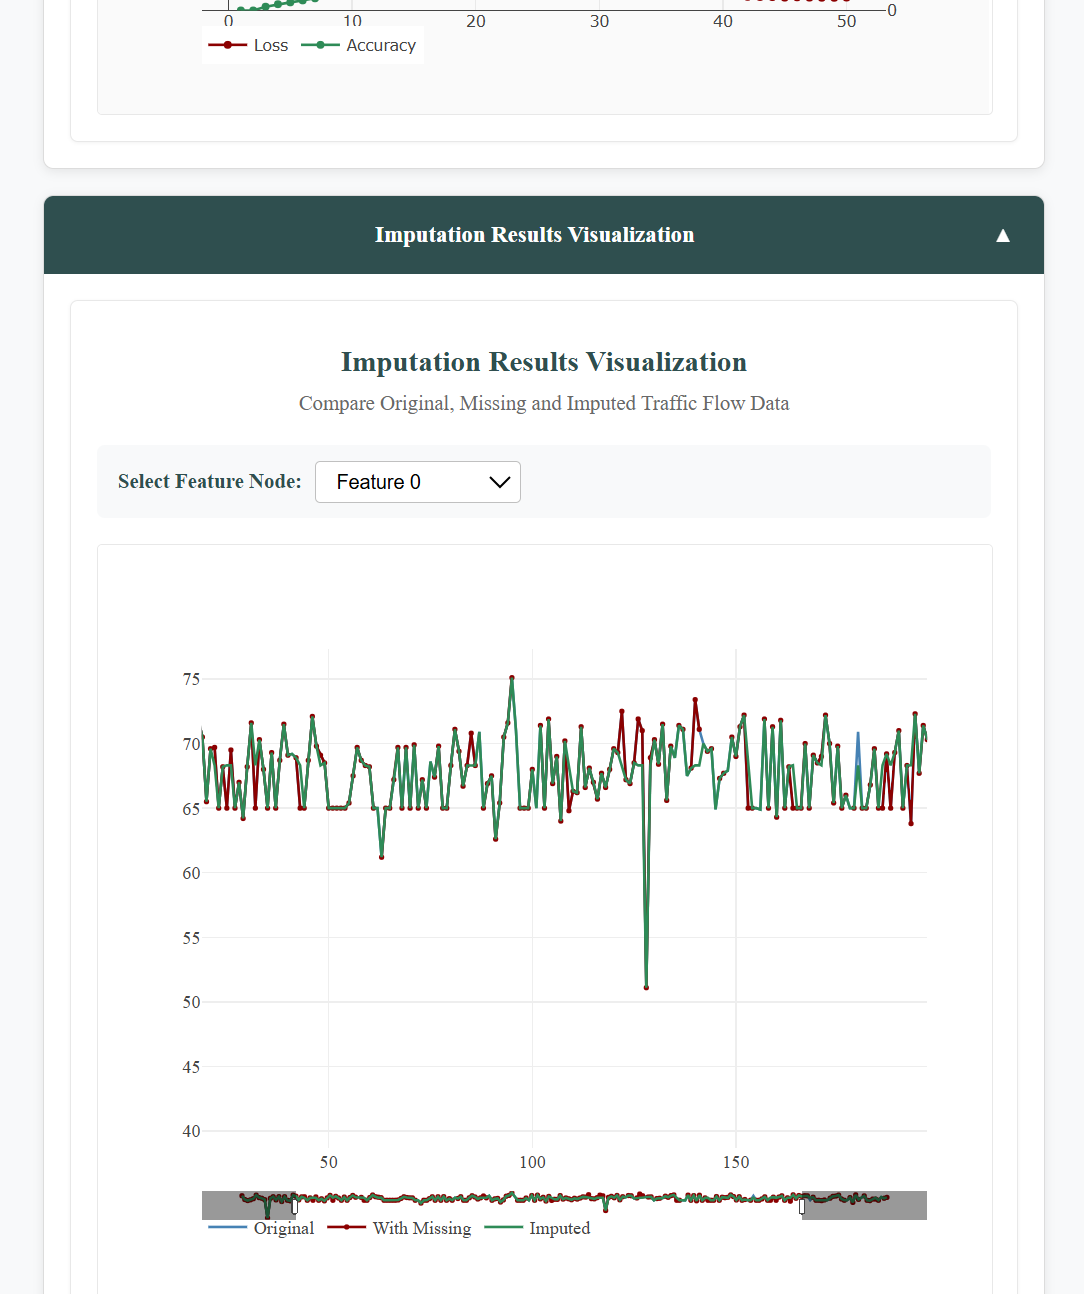 0
0 10 20 30 40 50
Loss Accuracy
Imputation Results Visualization ▲
Imputation Results Visualization
Compare Original, Missing and Imputed Traffic Flow Data
Select Feature Node: Feature 0
75
70
65
60
55
50
45
40
50 100 150
Original With Missing Imputed